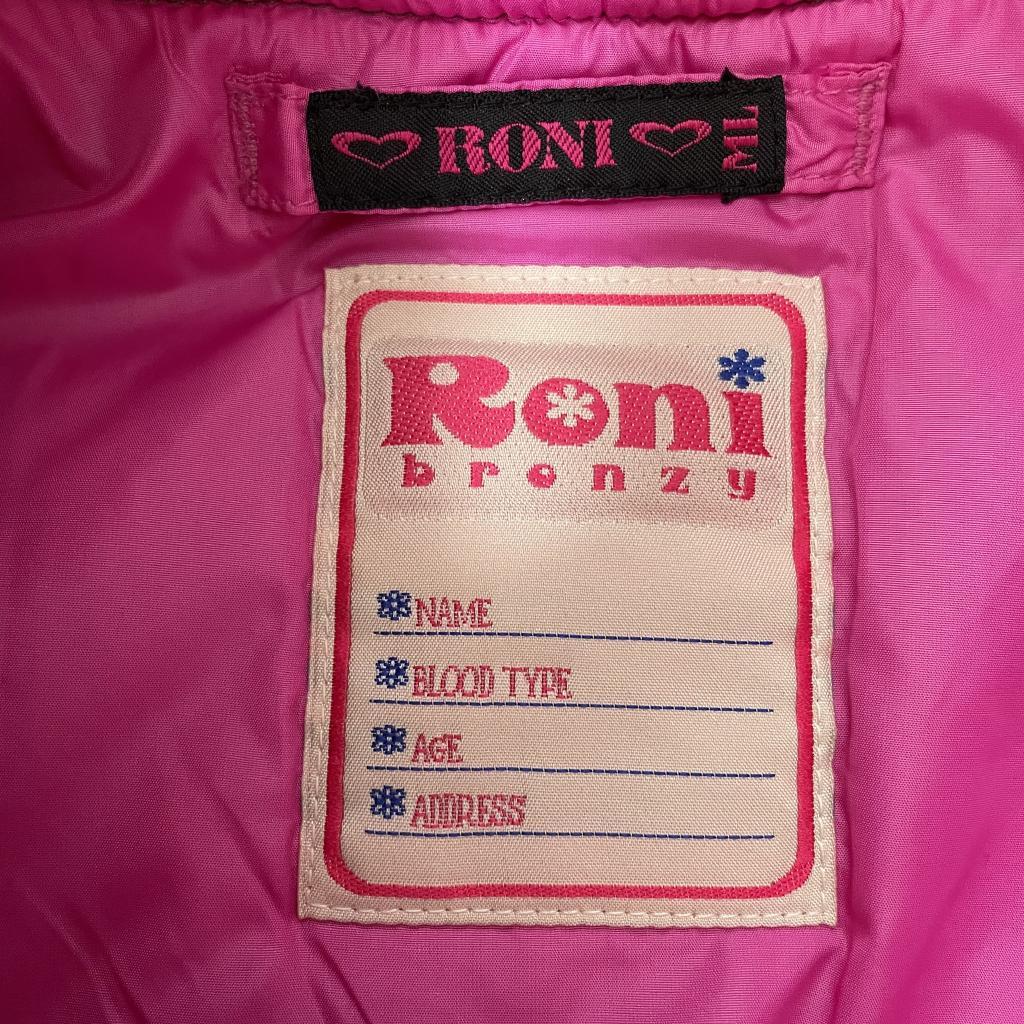 RONI ML
Roni
bronzy
NAME
BLOOD TYPE
AGE
ADDRESS